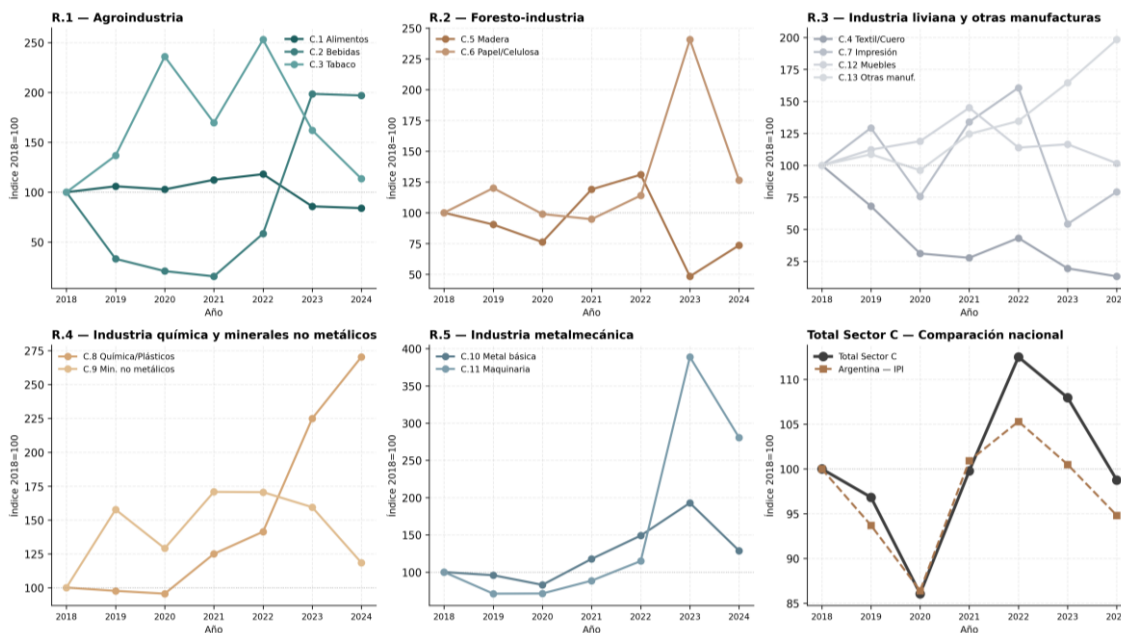 R.1 — Agroindustria
C.1 Alimentos
C.2 Bebidas
C.3 Tabaco
Índice 2018=100
250
200
150
100
50
2018 2019 2020 2021 2022 2023 2024
Año
R.2 — Foresto-industria
C.5 Madera
C.6 Papel/Celulosa
Índice 2018=100
250
225
200
175
150
125
100
75
50
2018 2019 2020 2021 2022 2023 2024
Año
R.3 — Industria liviana y otras manufacturas
C.4 Textil/Cuero
C.7 Impresión
C.12 Muebles
C.13 Otras manuf.
Índice 2018=100
200
175
150
125
100
75
50
25
2018 2019 2020 2021 2022 2023
Año
R.4 — Industria química y minerales no metálicos
C.8 Química/Plásticos
C.9 Min. no metálicos
Índice 2018=100
275
250
225
200
175
150
125
100
2018 2019 2020 2021 2022 2023 2024
Año
R.5 — Industria metalmecánica
C.10 Metal básica
C.11 Maquinaria
Índice 2018=100
400
350
300
250
200
150
100
2018 2019 2020 2021 2022 2023 2024
Año
Total Sector C — Comparación nacional
Total Sector C
Argentina — IPI
Índice 2018=100
110
105
100
95
90
85
2018 2019 2020 2021 2022 2023
Año